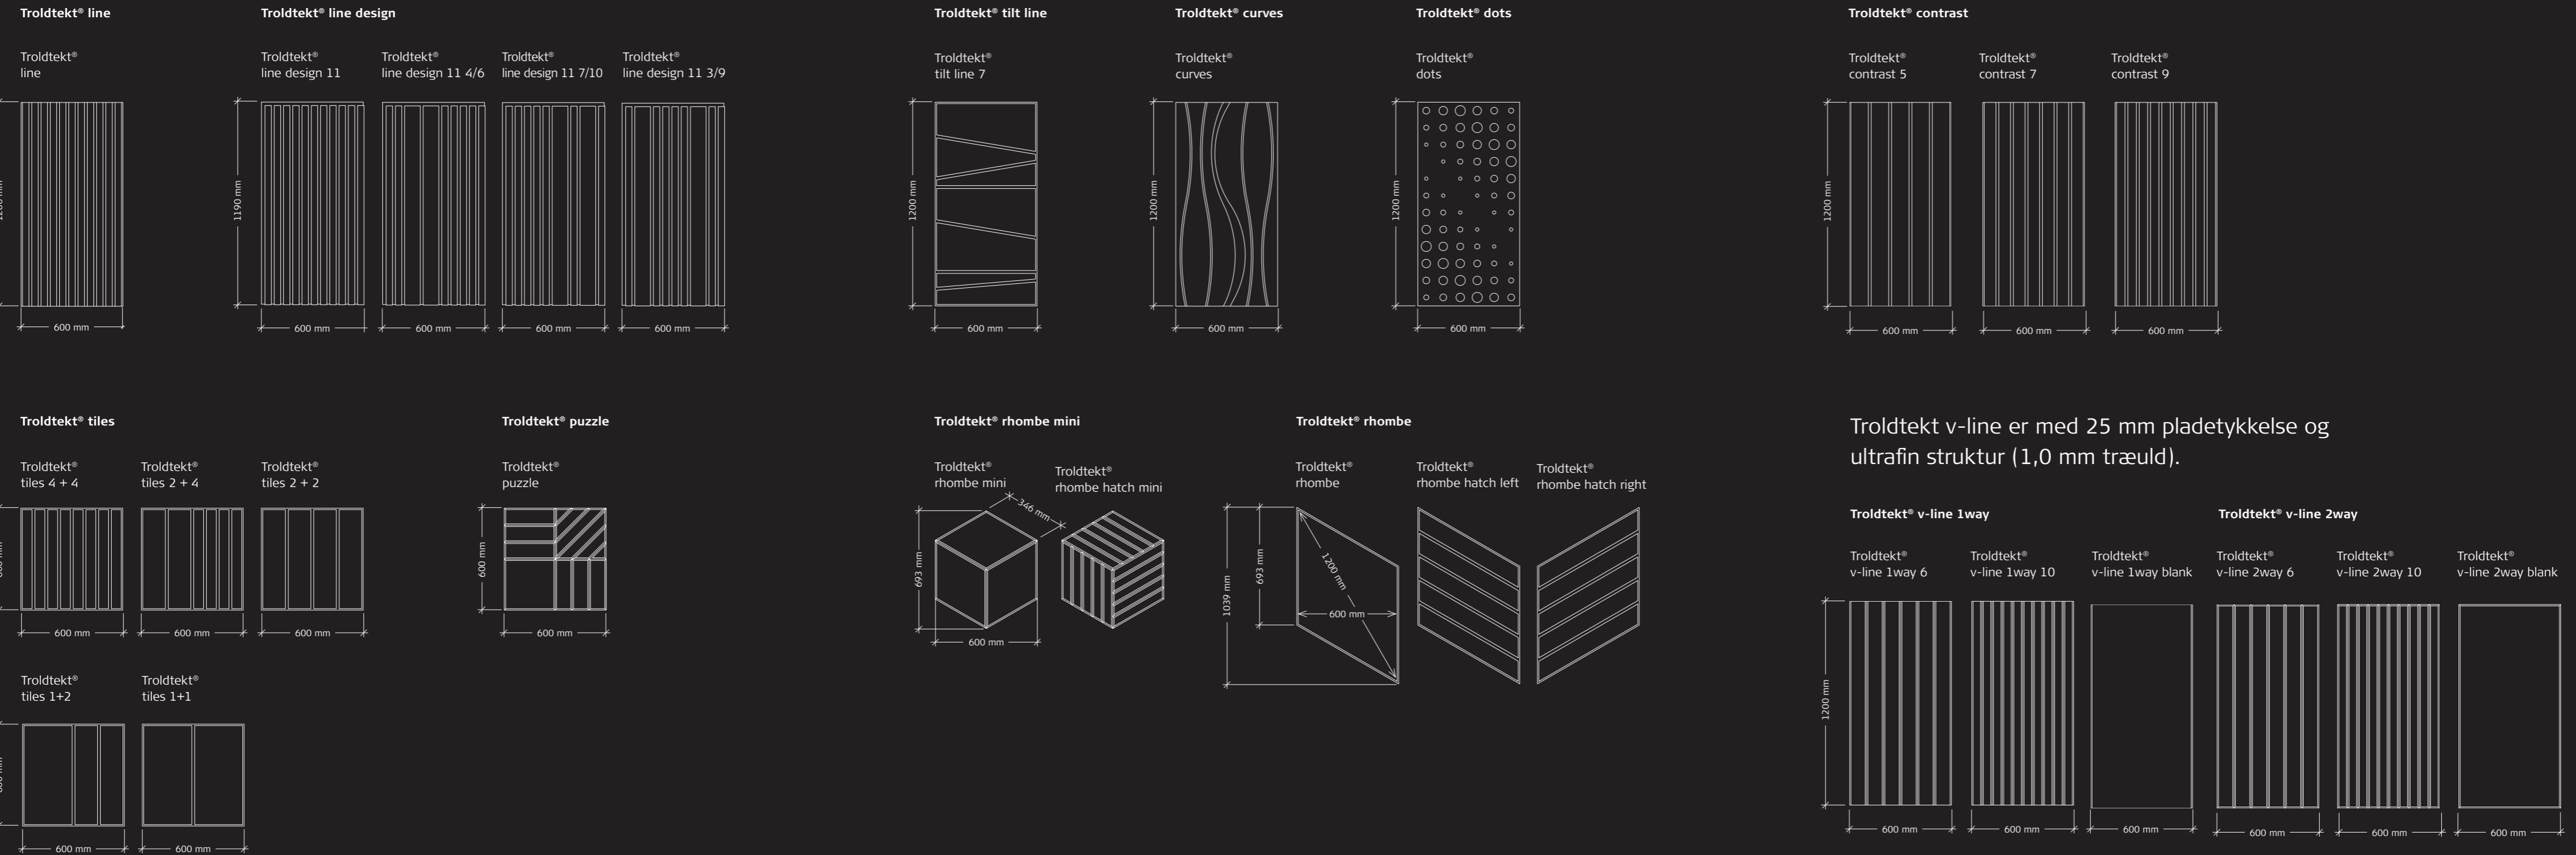 Troldtekt® line
Troldtekt®
line
600 mm
Troldtekt® line design
Troldtekt®
line design 11
Troldtekt®
line design 11 4/6
Troldtekt®
line design 11 7/10
Troldtekt®
line design 11 3/9
1190 mm
600 mm
600 mm
600 mm
600 mm
Troldtekt® tilt line
Troldtekt®
tilt line 7
1200 mm
600 mm
Troldtekt® curves
Troldtekt®
curves
1200 mm
600 mm
Troldtekt® dots
Troldtekt®
dots
1200 mm
600 mm
Troldtekt® contrast
Troldtekt®
contrast 5
Troldtekt®
contrast 7
Troldtekt®
contrast 9
1200 mm
600 mm
600 mm
600 mm
Troldtekt® tiles
Troldtekt®
tiles 4 + 4
Troldtekt®
tiles 2 + 4
Troldtekt®
tiles 2 + 2
600 mm
600 mm
600 mm
Troldtekt®
tiles 1+2
Troldtekt®
tiles 1+1
600 mm
600 mm
Troldtekt® puzzle
Troldtekt®
puzzle
600 mm
600 mm
Troldtekt® rhombe mini
Troldtekt®
rhombe mini
Troldtekt®
rhombe hatch mini
346 mm
693 mm
600 mm
Troldtekt® rhombe
Troldtekt®
rhombe
Troldtekt®
rhombe hatch left
Troldtekt®
rhombe hatch right
1039 mm
693 mm
1200 mm
600 mm
Troldtekt v-line er med 25 mm pladetykkelse og
ultrafin struktur (1,0 mm træuld).
Troldtekt® v-line 1way
Troldtekt®
v-line 1way 6
Troldtekt®
v-line 1way 10
Troldtekt®
v-line 1way blank
1200 mm
600 mm
600 mm
600 mm
Troldtekt® v-line 2way
Troldtekt®
v-line 2way 6
Troldtekt®
v-line 2way 10
Troldtekt®
v-line 2way blank
600 mm
600 mm
600 mm